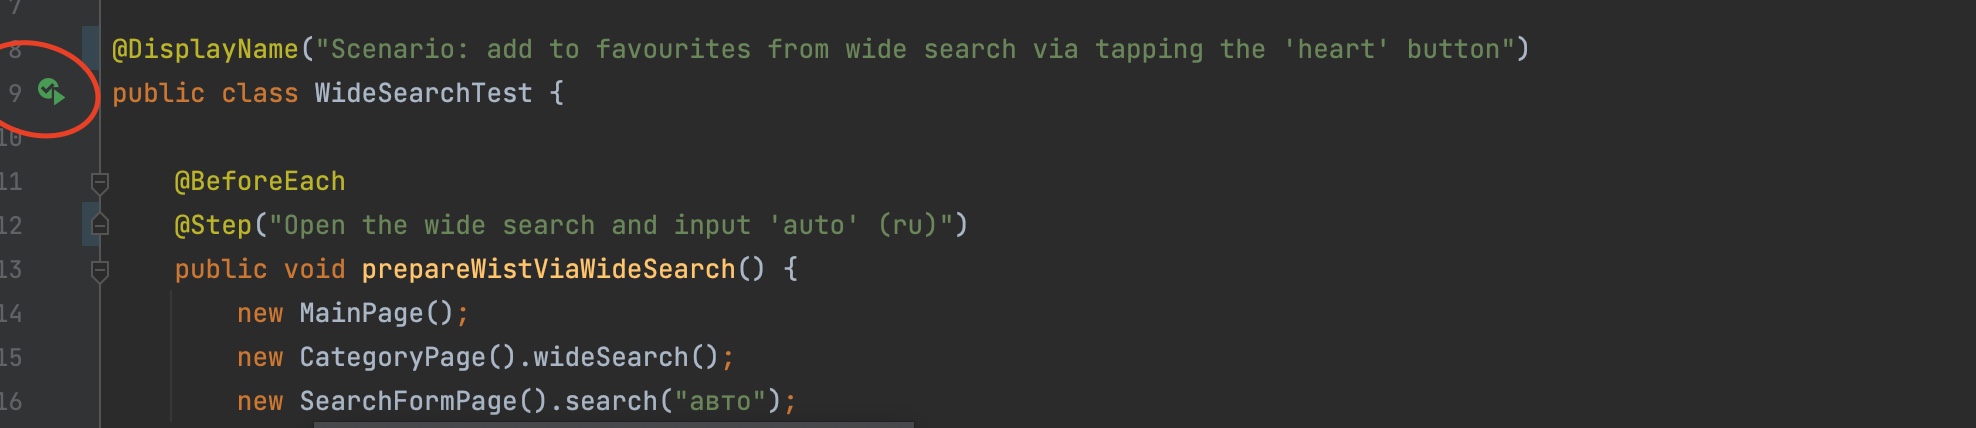 7
8 @DisplayName("Scenario: add to favourites from wide search via tapping the 'heart' button")
9 public class WideSearchTest {
10
11 @BeforeEach
12 @Step("Open the wide search and input 'auto' (ru)")
13 public void prepareWistViaWideSearch() {
14 new MainPage();
15 new CategoryPage().wideSearch();
16 new SearchFormPage().search("авто");